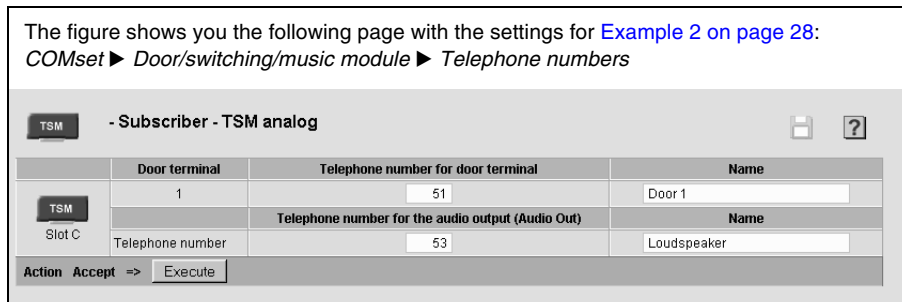 The figure shows you the following page with the settings for Example 2 on page 28:
COMset ▶ Door/switching/music module ▶ Telephone numbers
TSM - Subscriber - TSM analog ?
Door terminal Telephone number for door terminal Name
1 51 Door 1
TSM
Slot C
Telephone number for the audio output (Audio Out) Name
Telephone number 53 Loudspeaker
Action Accept => Execute